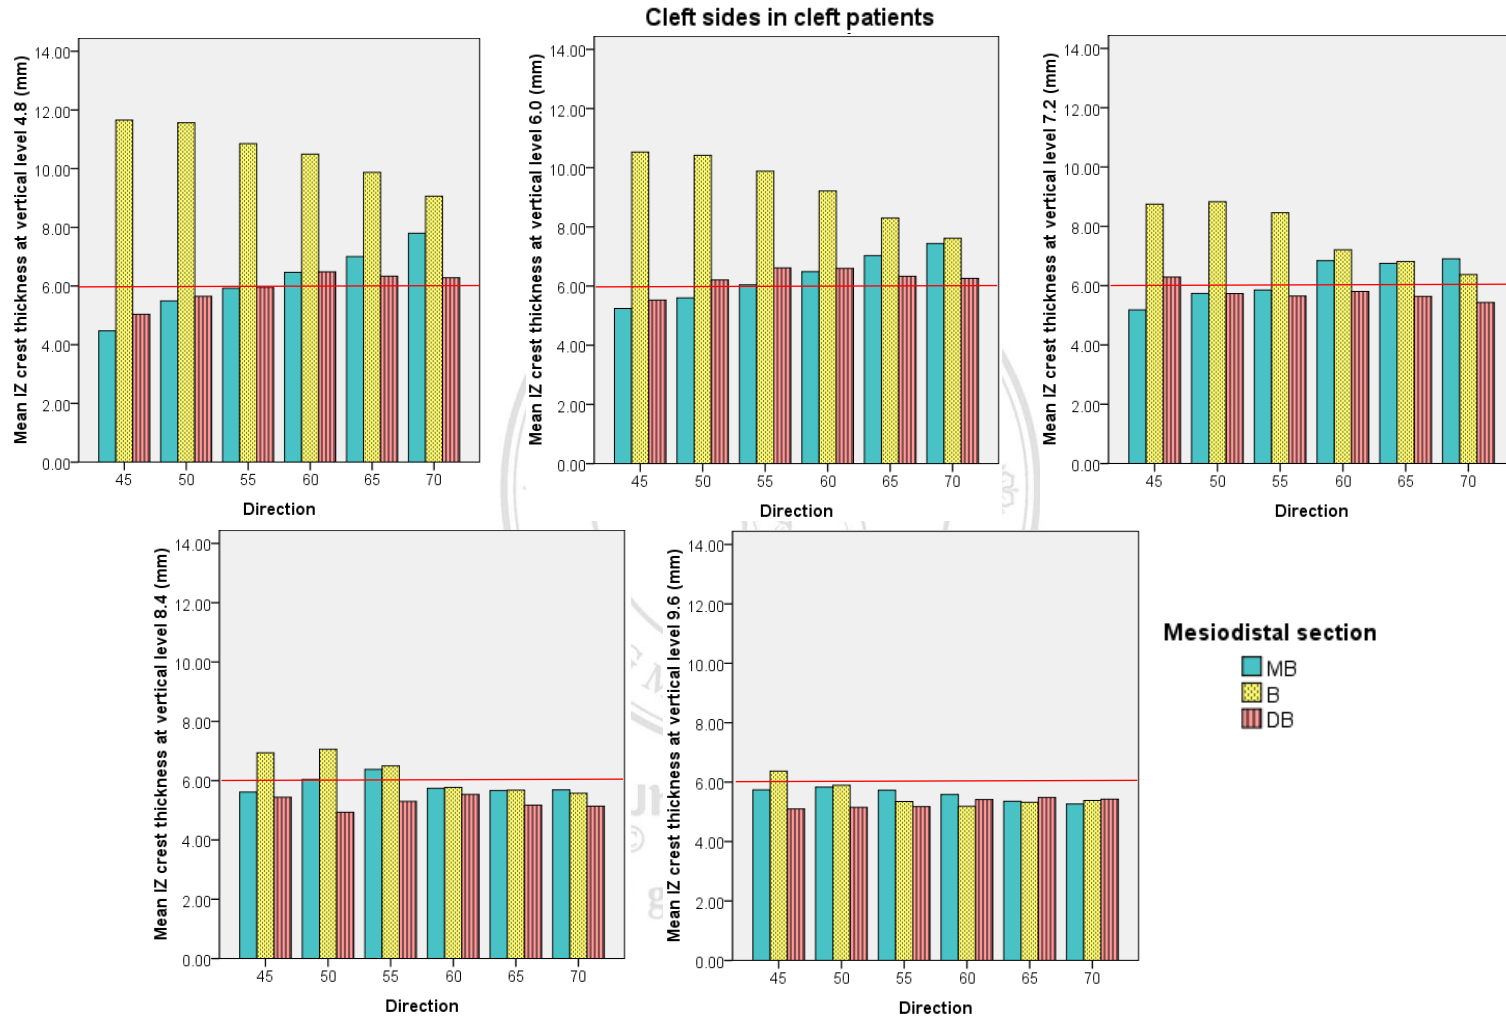 Cleft sides in cleft patients
Mean IZ crest thickness at vertical level 4.8 (mm)
14.00
12.00
10.00
8.00
6.00
4.00
2.00
0.00
45 50 55 60 65 70
Direction
Mean IZ crest thickness at vertical level 6.0 (mm)
14.00
12.00
10.00
8.00
6.00
4.00
2.00
0.00
45 50 55 60 65 70
Direction
Mean IZ crest thickness at vertical level 7.2 (mm)
14.00
12.00
10.00
8.00
6.00
4.00
2.00
0.00
45 50 55 60 65 70
Direction
Mean IZ crest thickness at vertical level 8.4 (mm)
14.00
12.00
10.00
8.00
6.00
4.00
2.00
0.00
45 50 55 60 65 70
Direction
Mean IZ crest thickness at vertical level 9.6 (mm)
14.00
12.00
10.00
8.00
6.00
4.00
2.00
0.00
45 50 55 60 65 70
Direction
Mesiodistal section
MB
B
DB